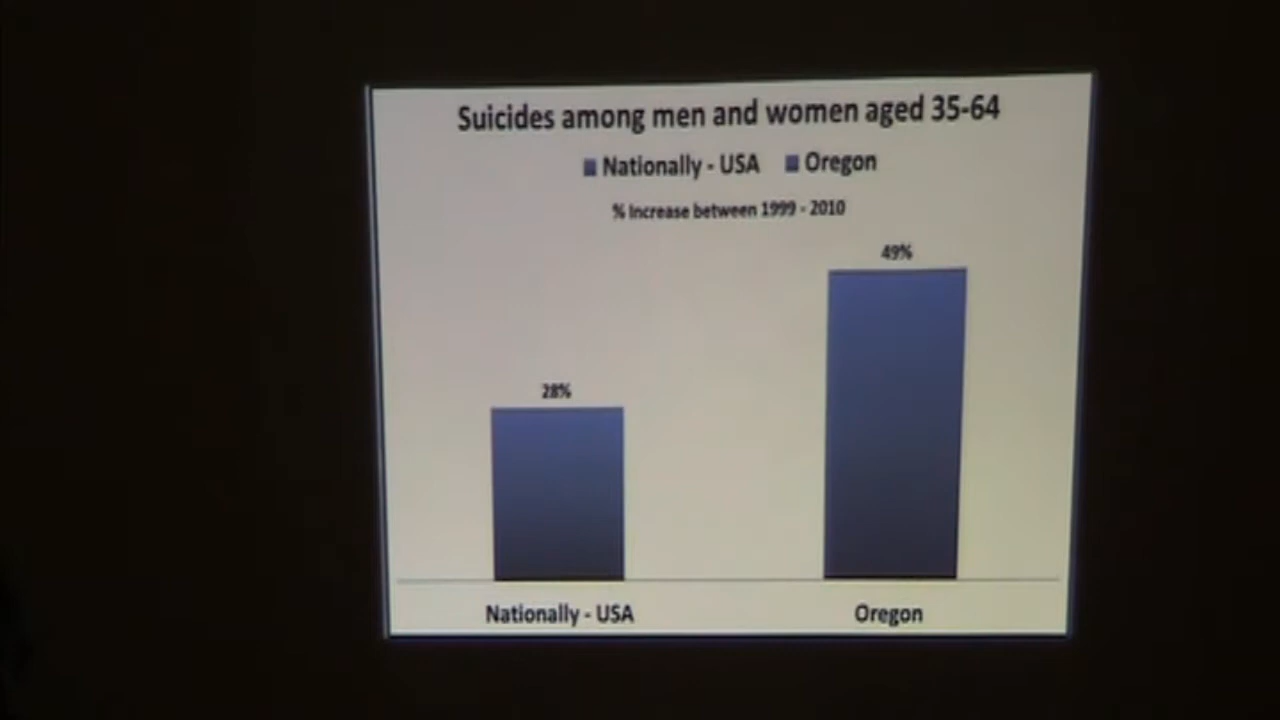 Suicides among men and women aged 35-64
Nationally - USA Oregon
% Increase between 1999 - 2010
49%
28%
Nationally - USA Oregon